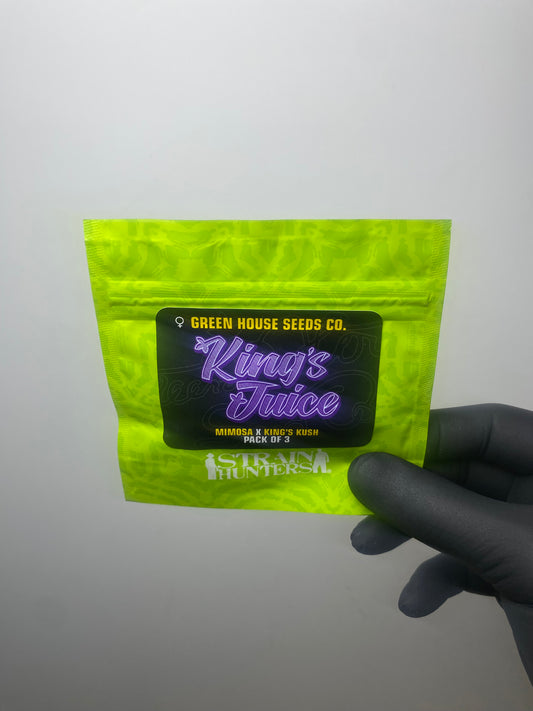 ♀ GREEN HOUSE SEEDS CO.
King's
Juice
MIMOSA X KING'S KUSH
PACK OF 3
STRAIN
HUNTERS